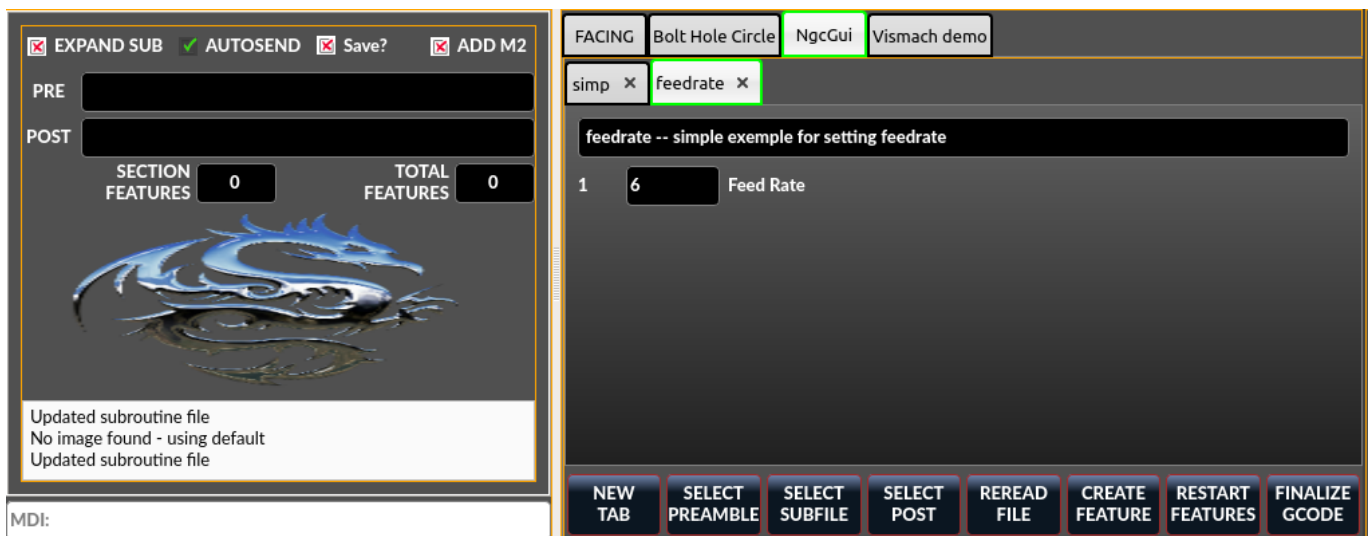 EXPAND SUB AUTOSEND Save? ADD M2
PRE
POST
SECTION FEATURES 0 TOTAL FEATURES 0
Updated subroutine file
No image found - using default
Updated subroutine file
MDI:
FACING Bolt Hole Circle NgcGui Vismach demo
simp × feedrate ×
feedrate -- simple exemple for setting feedrate
1 6 Feed Rate
NEW TAB SELECT PREAMBLE SELECT SUBFILE SELECT POST REREAD FILE CREATE FEATURE RESTART FEATURES FINALIZE GCODE